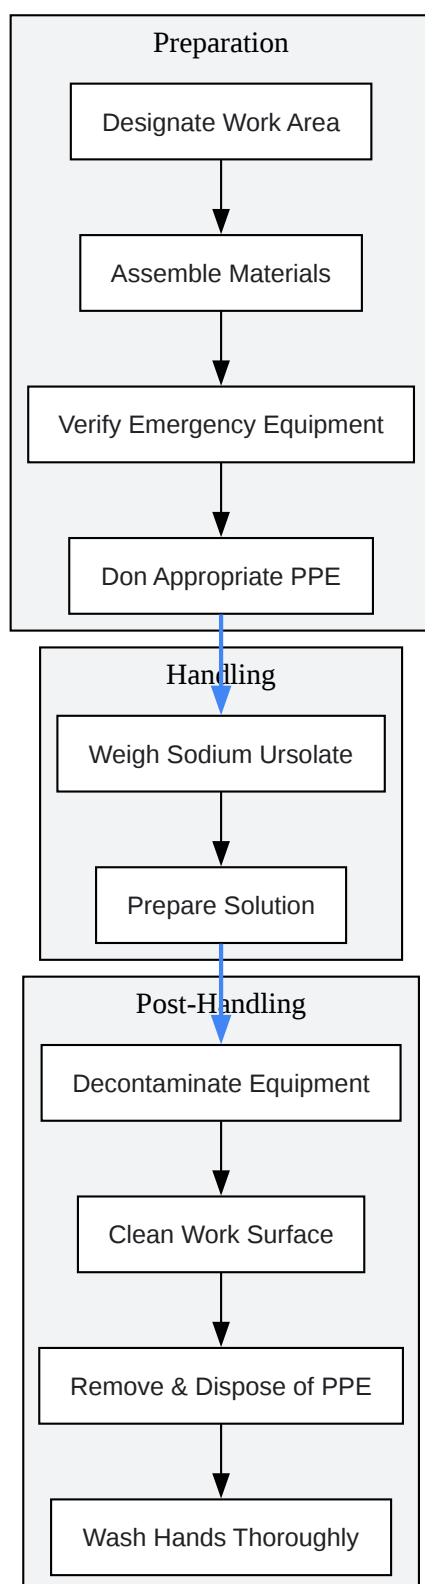 Preparation
Designate Work Area
Assemble Materials
Verify Emergency Equipment
Don Appropriate PPE
Handling
Weigh Sodium Ursolate
Prepare Solution
Post-Handling
Decontaminate Equipment
Clean Work Surface
Remove & Dispose of PPE
Wash Hands Thoroughly